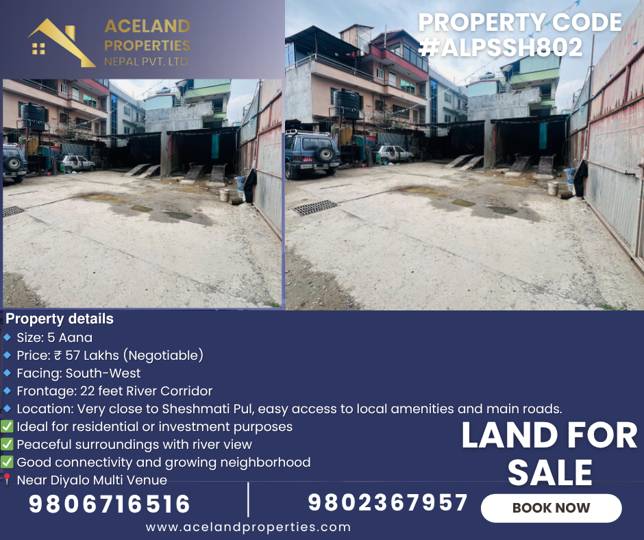 ACELAND
PROPERTIES
NEPAL PVT. LTD
PROPERTY CODE
#ALPSSH802
Property details
🔹 Size: 5 Aana
🔹 Price: ₹ 57 Lakhs (Negotiable)
🔹 Facing: South-West
🔹 Frontage: 22 feet River Corridor
🔹 Location: Very close to Sheshmati Pul, easy access to local amenities and main roads.
✅ Ideal for residential or investment purposes
✅ Peaceful surroundings with river view
✅ Good connectivity and growing neighborhood
📍 Near Diyalo Multi Venue
LAND FOR
SALE
9806716516
9802367957
BOOK NOW
www.acelandproperties.com